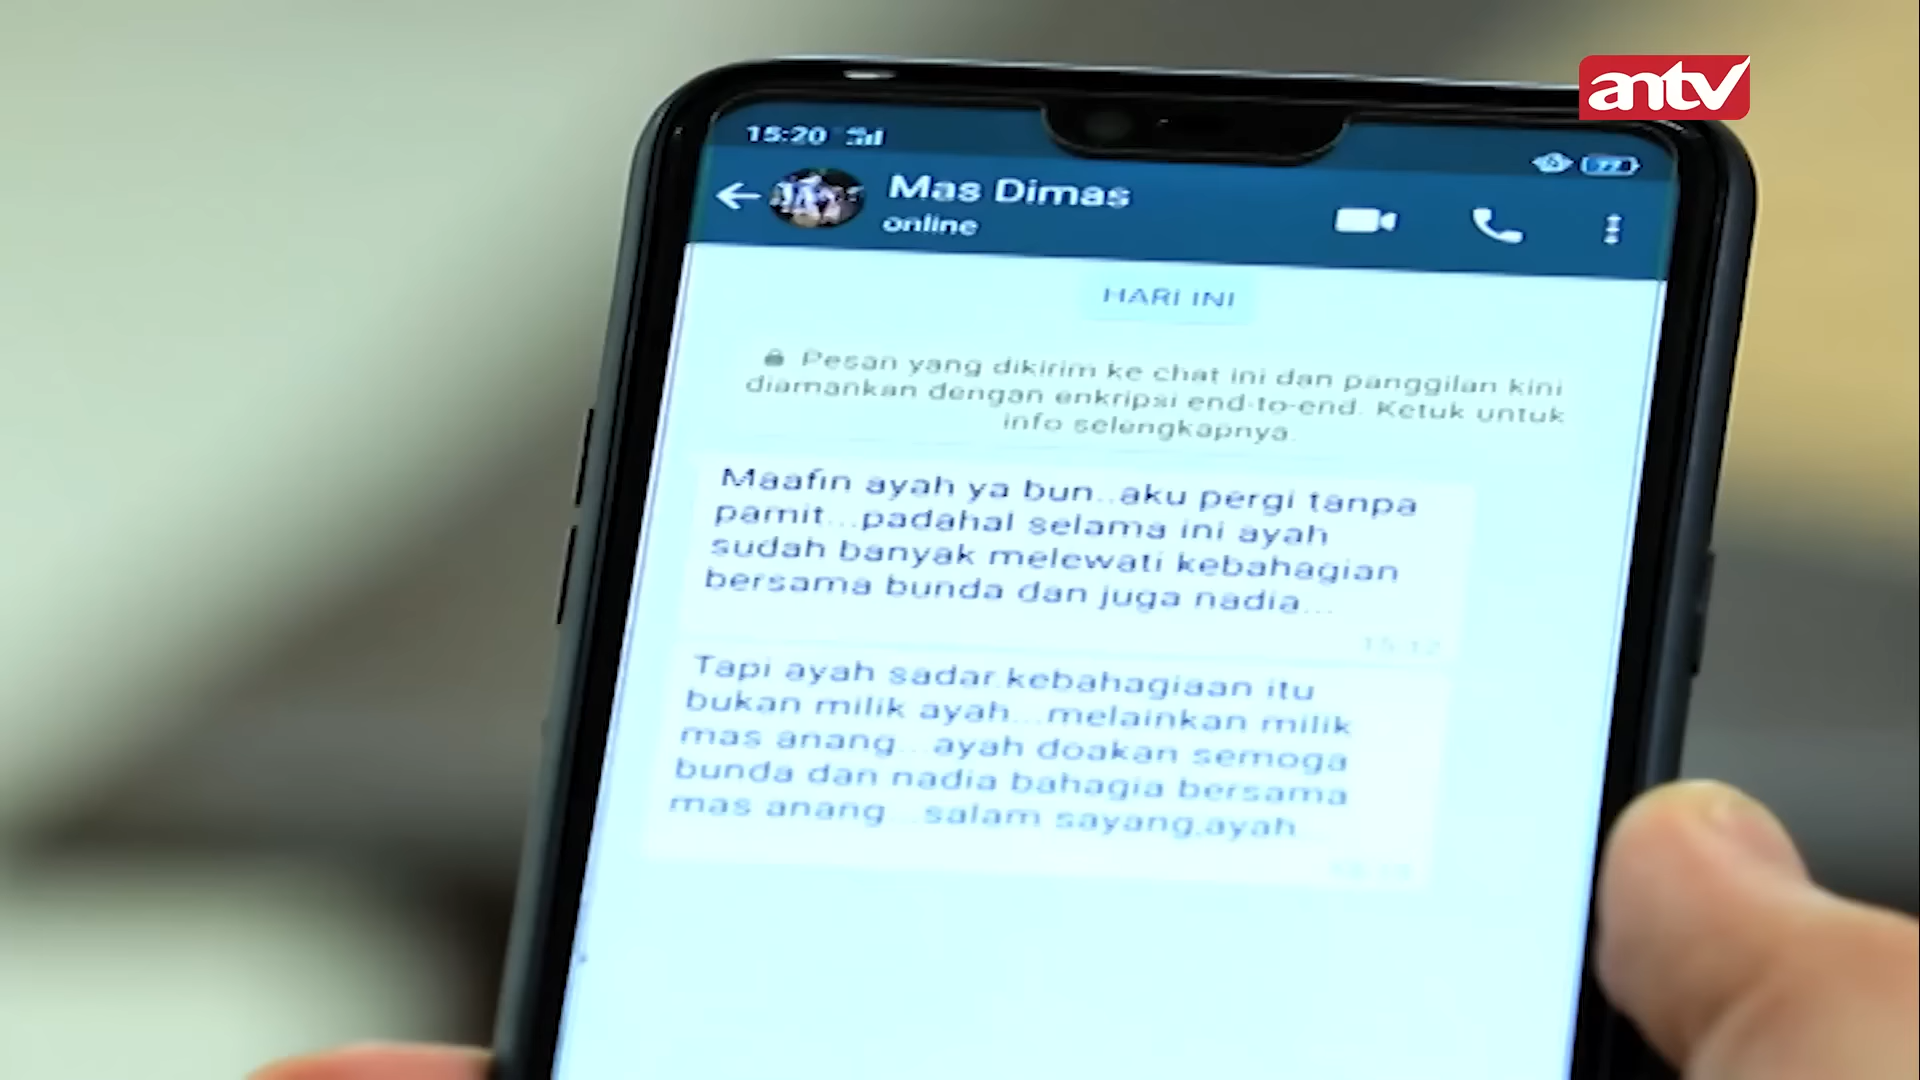 antv
15:20
77
Mas Dimas
online
HARI INI
Pesan yang dikirim ke chat ini dan panggilan kini
diamankan dengan enkripsi end-to-end. Ketuk untuk
info selengkapnya.
Maafin ayah ya bun..aku pergi tanpa
pamit...padahal selama ini ayah
sudah banyak melewati kebahagian
bersama bunda dan juga nadia...
15:12
Tapi ayah sadar.kebahagiaan itu
bukan milik ayah...melainkan milik
mas anang...ayah doakan semoga
bunda dan nadia bahagia bersama
mas anang...salam sayang,ayah...